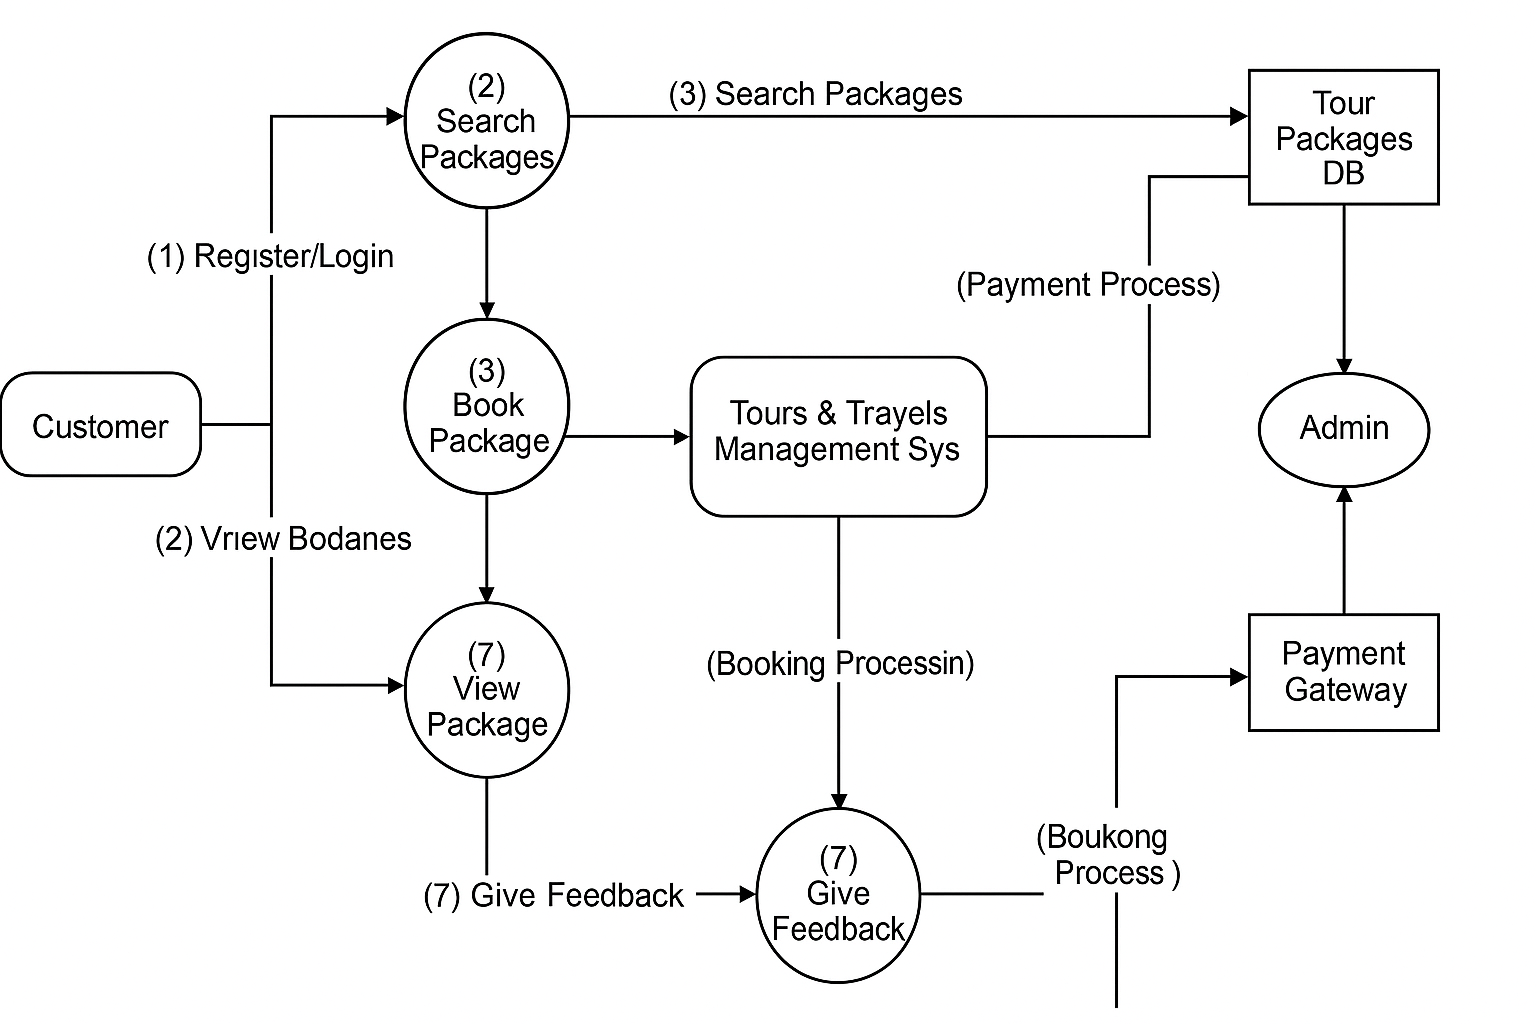 (2)
Search
Packages
(3) Search Packages
Tour
Packages
DB
(1) Regıster/Login
(Payment Process)
(3)
Book
Package
Tours & Trayels
Management Sys
Customer
Admin
(2) Vrıew Bodanes
(7)
View
Package
(Booking Processin)
Payment
Gateway
(Boukong
Process )
(7) Give Feedback
(7)
Give
Feedback